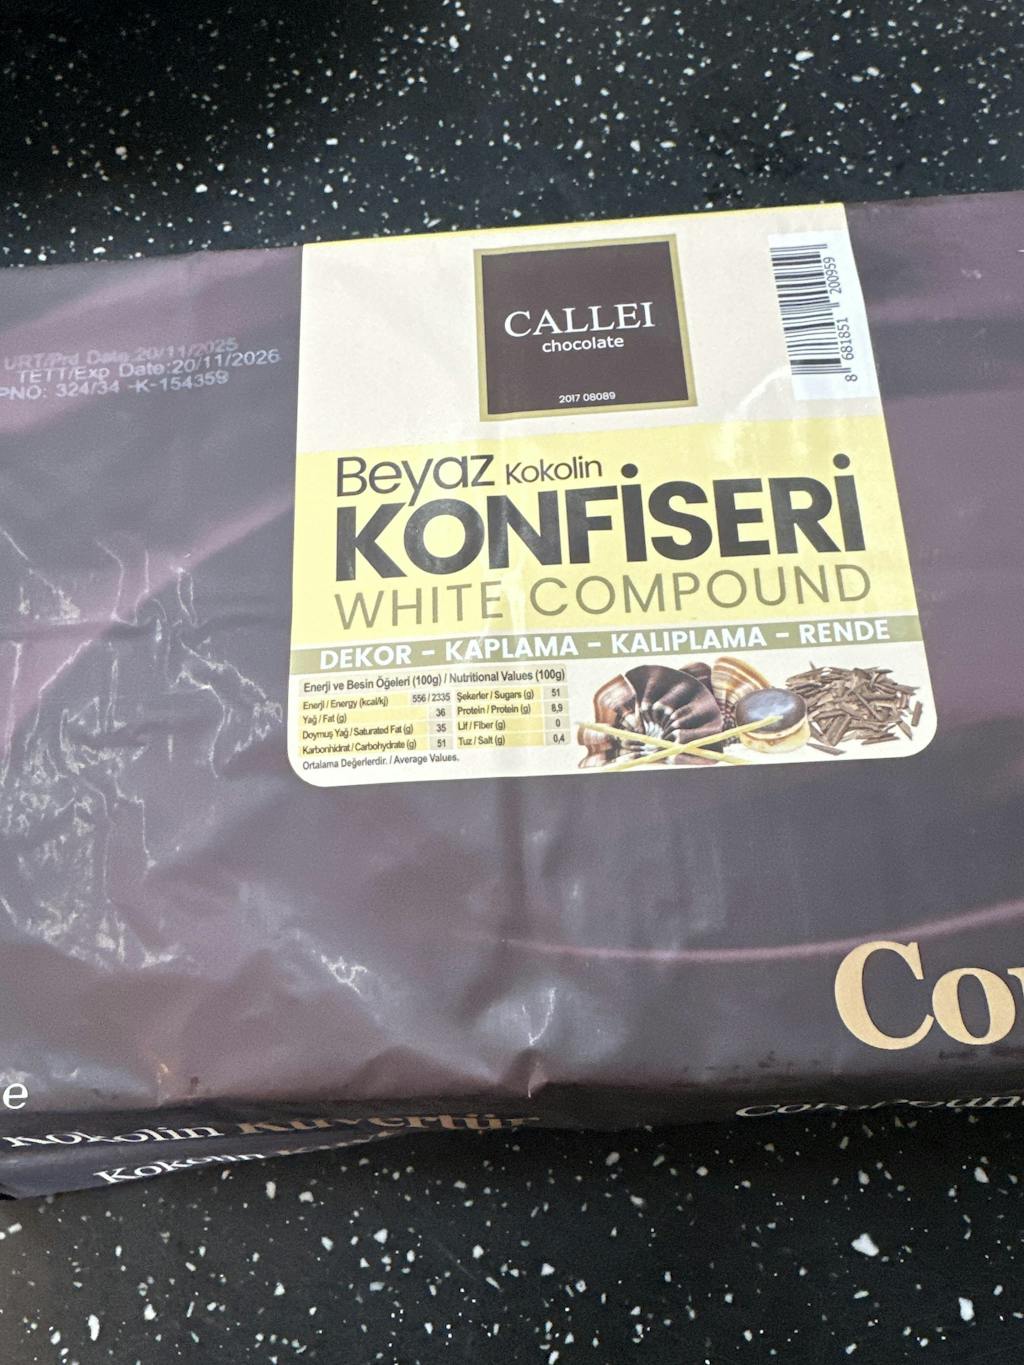 CALLEI
chocolate
2017 08089
8 681851 200959
URT/Prd Date:20/11/2025
TETT/Exp Date:20/11/2026
PNO: 324/34 -K-154359
Beyaz Kokolin
KONFİSERİ
WHITE COMPOUND
DEKOR - KAPLAMA - KALIPLAMA - RENDE
Enerji ve Besin Öğeleri (100g) / Nutritional Values (100g)
Enerji / Energy (kcal/kj) 556 / 2335 Şekerler / Sugars (g) 51
Yağ / Fat (g) 36 Protein / Protein (g) 8,9
Doymuş Yağ / Saturated Fat (g) 35 Lif / Fiber (g) 0
Karbonhidrat / Carbohydrate (g) 51 Tuz / Salt (g) 0,4
Ortalama Değerlerdir. / Average Values.
e
Kokolin Kuvertür
Kokolin